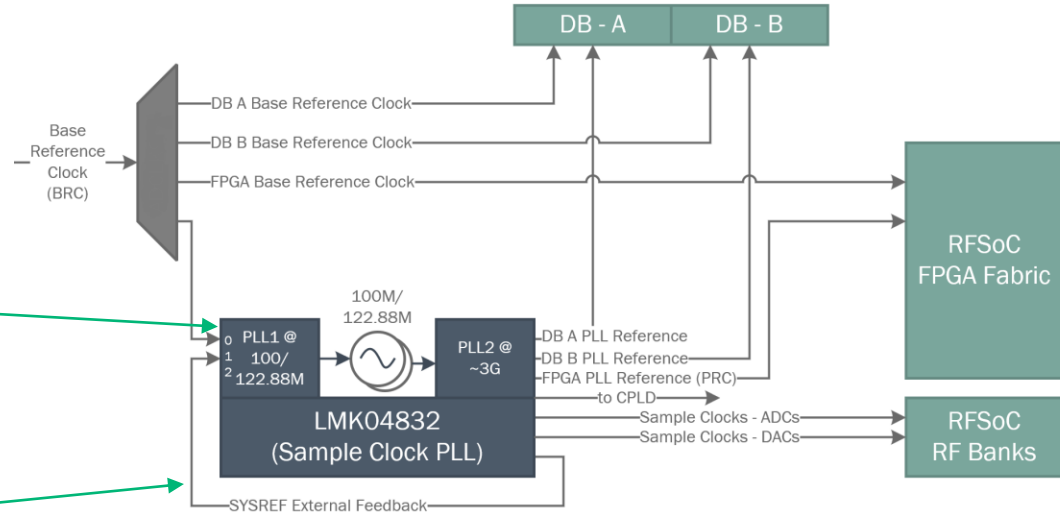 DB - A
DB - B
DB A Base Reference Clock
Base
Reference
Clock
(BRC)
DB B Base Reference Clock
FPGA Base Reference Clock
RFSoC
FPGA Fabric
100M/
122.88M
0
1
2
PLL1 @
100/
122.88M
PLL2 @
~3G
DB A PLL Reference
DB B PLL Reference
FPGA PLL Reference (PRC)
to CPLD
LMK04832
(Sample Clock PLL)
Sample Clocks - ADCs
Sample Clocks - DACs
RFSoC
RF Banks
SYSREF External Feedback